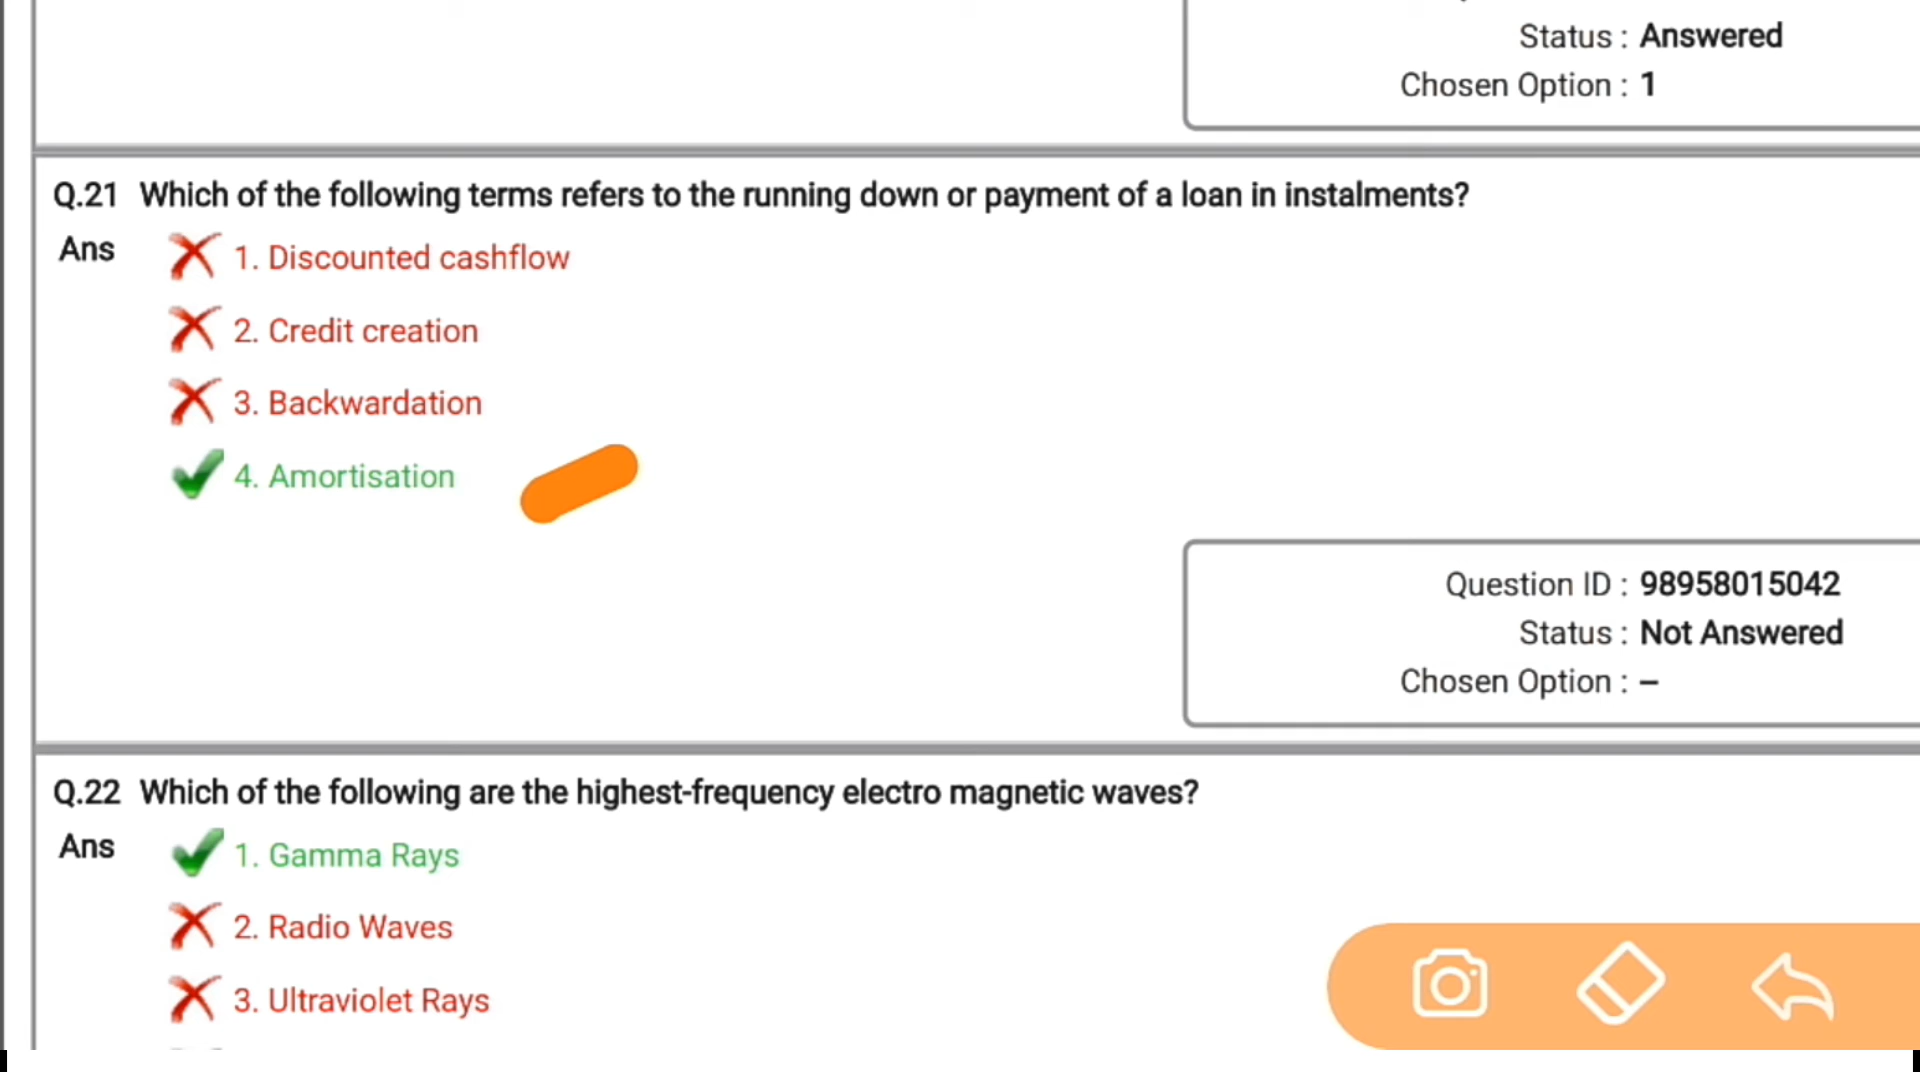 Status : Answered
Chosen Option : 1
Q.21 Which of the following terms refers to the running down or payment of a loan in instalments?
Ans 1. Discounted cashflow
2. Credit creation
3. Backwardation
4. Amortisation
Question ID : 98958015042
Status : Not Answered
Chosen Option : –
Q.22 Which of the following are the highest-frequency electro magnetic waves?
Ans 1. Gamma Rays
2. Radio Waves
3. Ultraviolet Rays